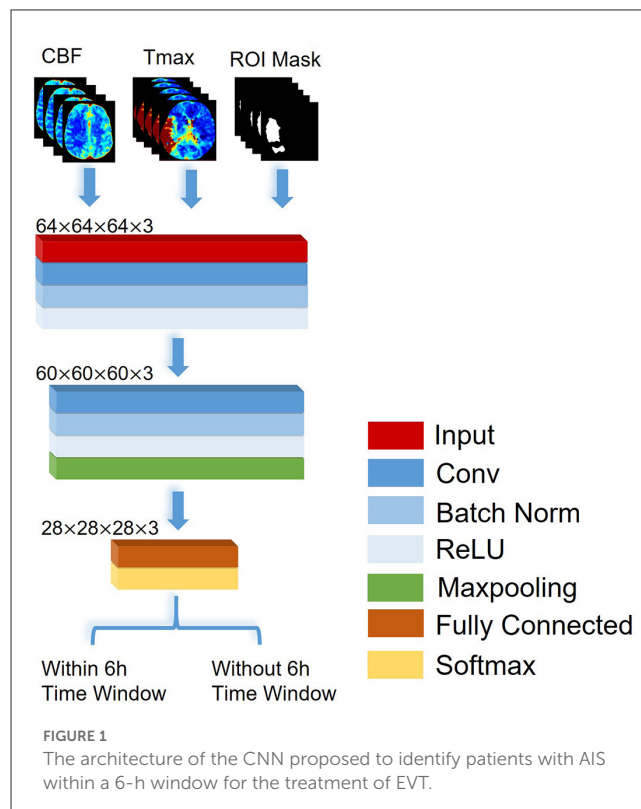 CBF
Tmax
ROI Mask
64×64×64×3
60×60×60×3
28×28×28×3
Within 6h
Time Window
Without 6h
Time Window
Input
Conv
Batch Norm
ReLU
Maxpooling
Fully Connected
Softmax
FIGURE 1
The architecture of the CNN proposed to identify patients with AIS
within a 6-h window for the treatment of EVT.